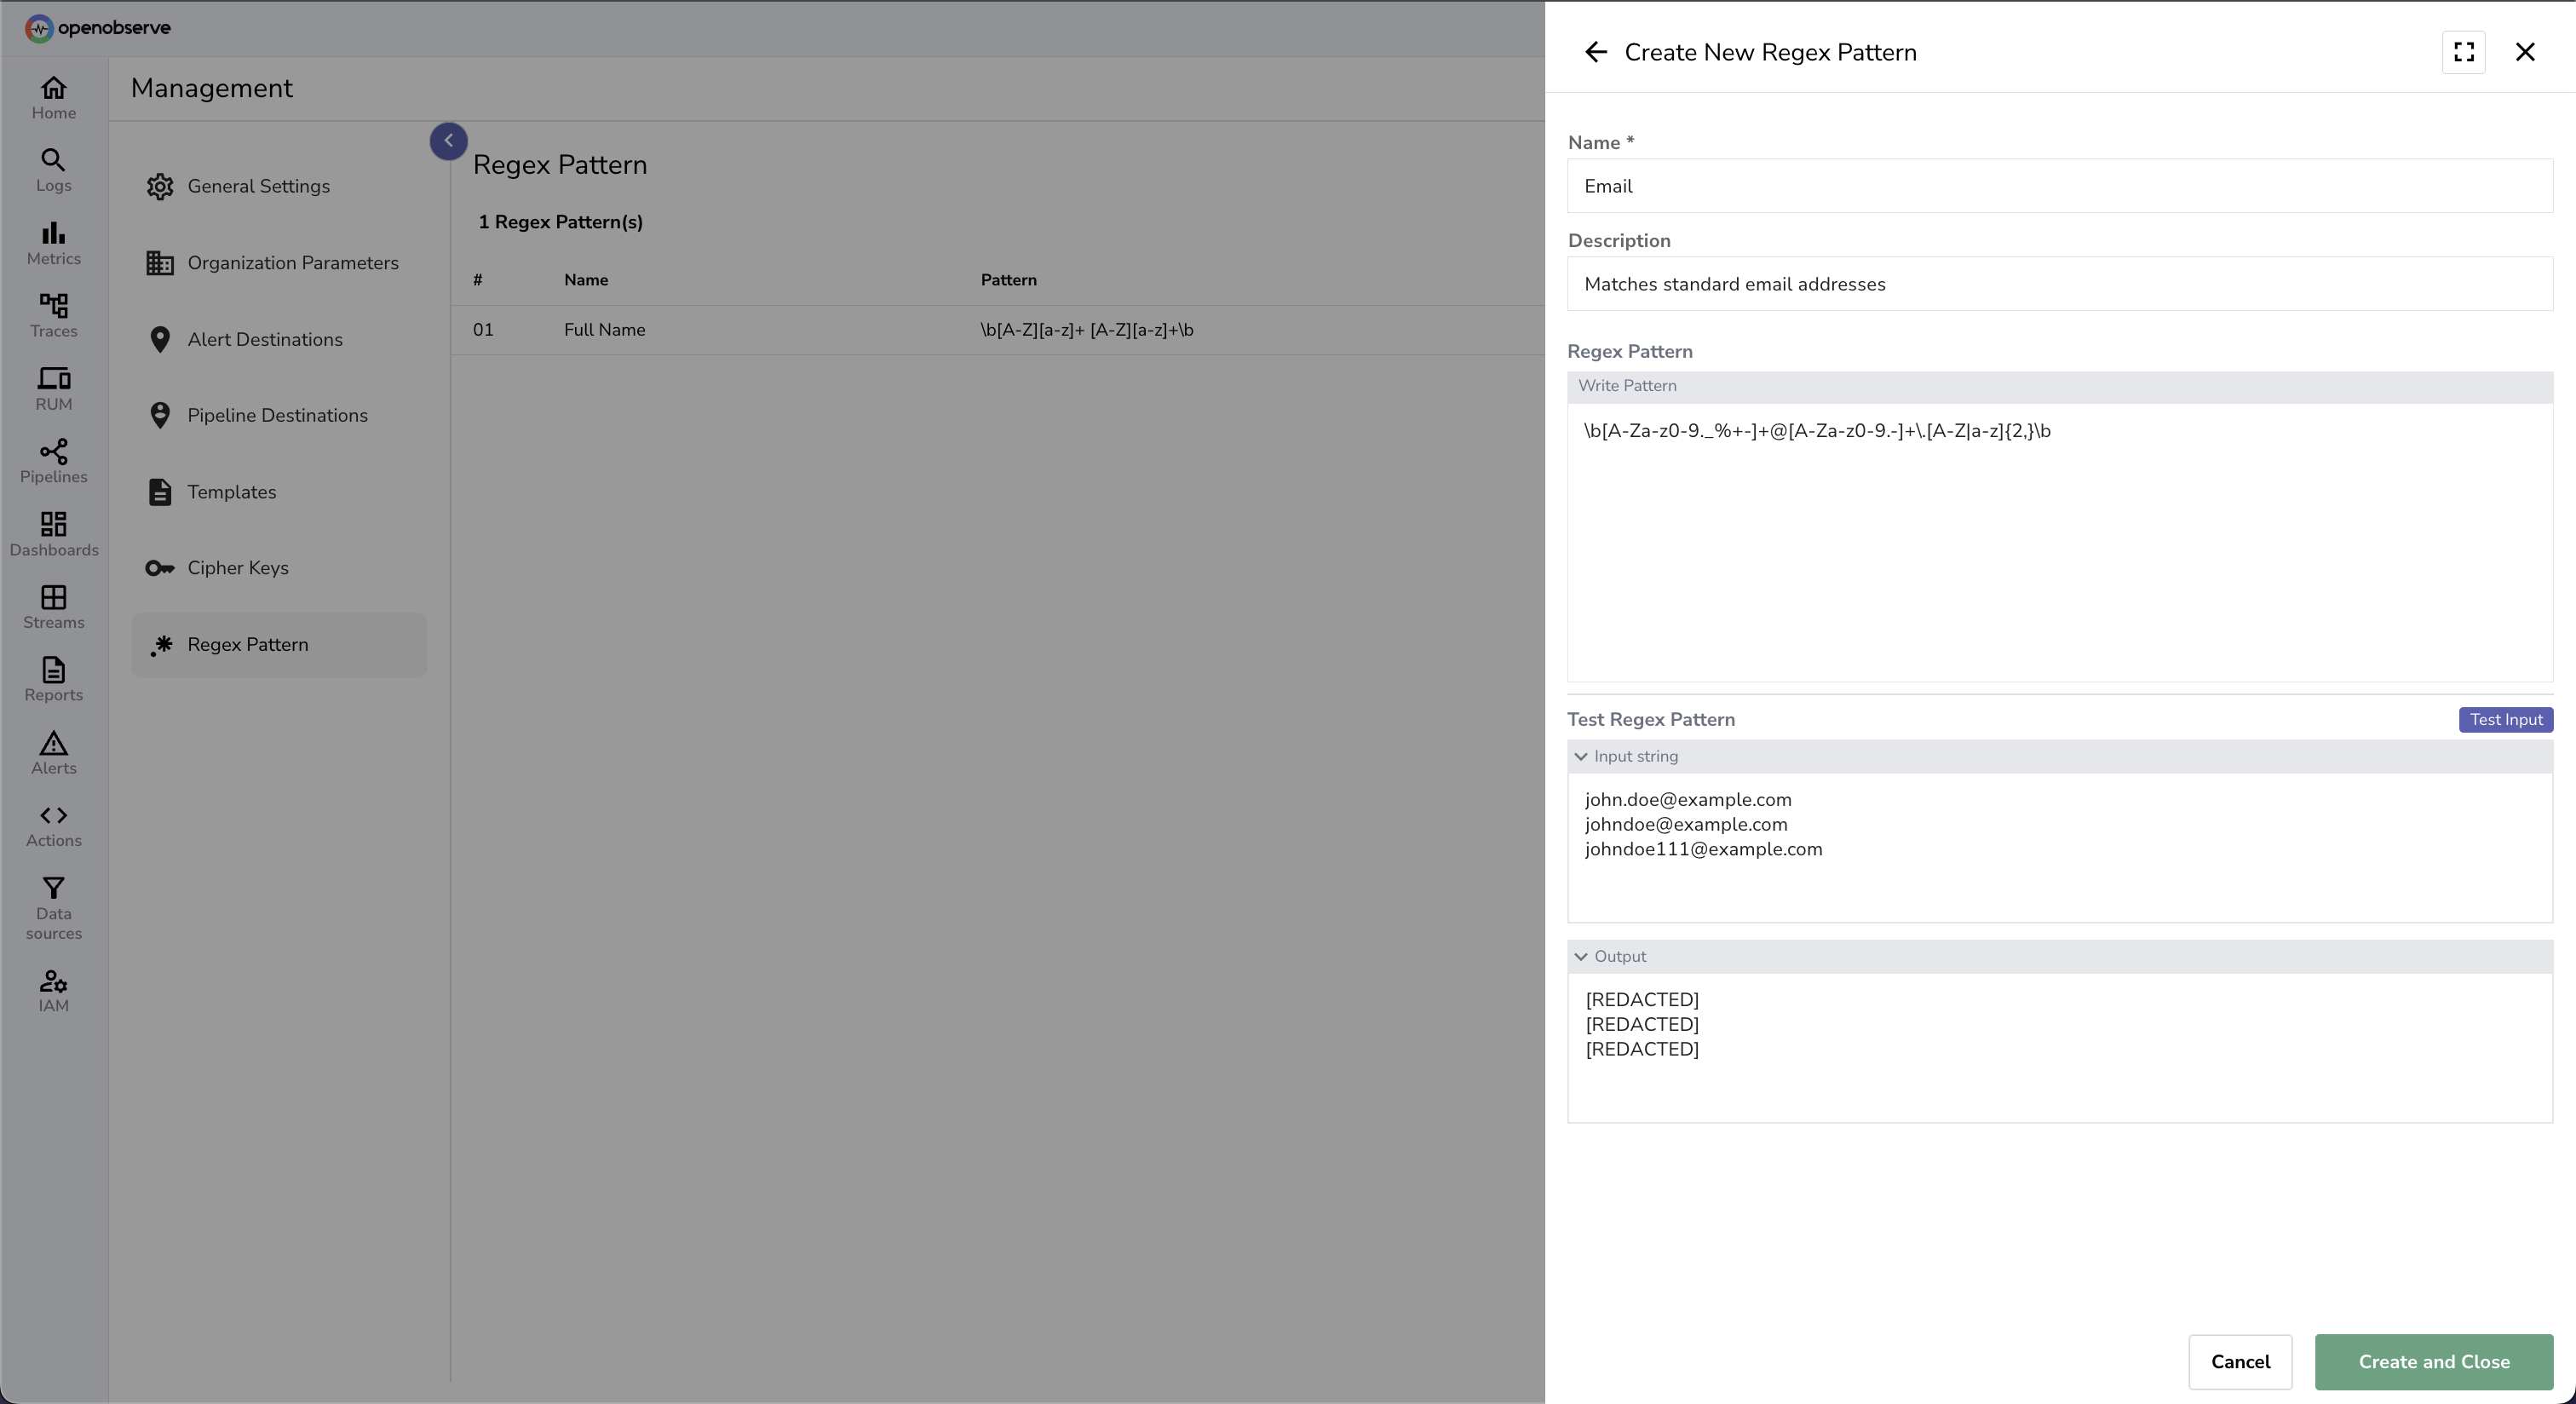 openobserve
Home
Logs
Metrics
Traces
RUM
Pipelines
Dashboards
Streams
Reports
Alerts
Actions
Data
sources
IAM
Management
General Settings
Organization Parameters
Alert Destinations
Pipeline Destinations
Templates
Cipher Keys
Regex Pattern
Regex Pattern
1 Regex Pattern(s)
# Name Pattern
01 Full Name \b[A-Z][a-z]+ [A-Z][a-z]+\b
Create New Regex Pattern
Name *
Email
Description
Matches standard email addresses
Regex Pattern
Write Pattern
\b[A-Za-z0-9._%+-]+@[A-Za-z0-9.-]+\.[A-Z|a-z]{2,}\b
Test Regex Pattern Test Input
Input string
john.doe@example.com
johndoe@example.com
johndoe111@example.com
Output
[REDACTED]
[REDACTED]
[REDACTED]
Cancel Create and Close